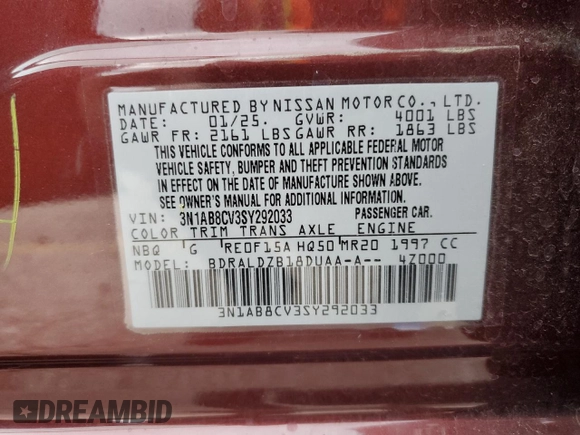 MANUFACTURED BY NISSAN MOTOR CO., LTD.
DATE: 01/25. GVWR: 4001 LBS
GAWR FR: 2161 LBS GAWR RR: 1863 LBS
THIS VEHICLE CONFORMS TO ALL APPLICABLE FEDERAL MOTOR
VEHICLE SAFETY, BUMPER AND THEFT PREVENTION STANDARDS
IN EFFECT ON THE DATE OF MANUFACTURE SHOWN ABOVE. SEE
OWNER'S MANUAL FOR ADDITIONAL INFORMATION.
VIN: 3N1AB8CV3SY292033 PASSENGER CAR.
COLOR TRIM TRANS AXLE ENGINE
NBQ G RE0F15A HQ50 MR20 1997 CC
MODEL: BDRALDZB18DUAA-A-- 4Z000
3N1AB8CV3SY292033
DREAMBID